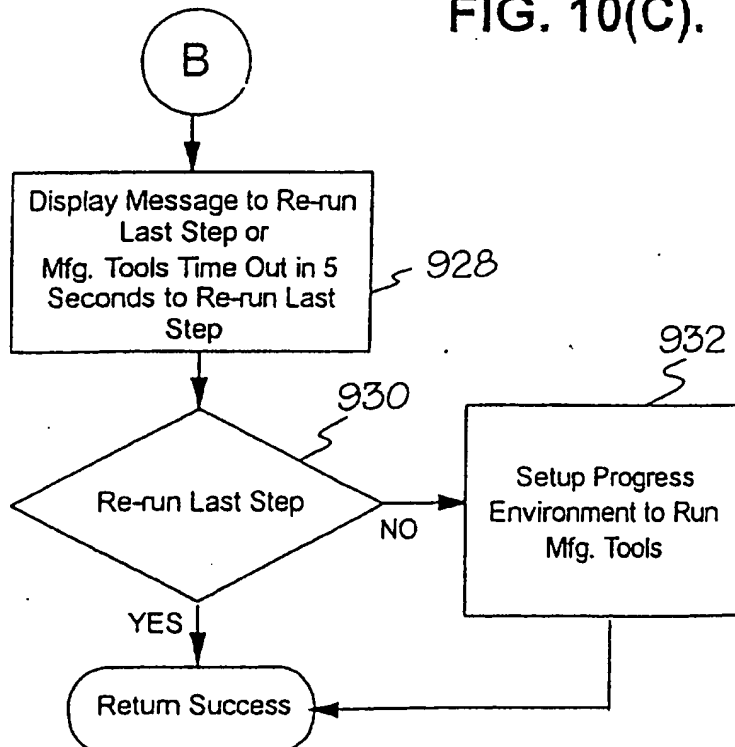 FIG. 10(C).
B
Display Message to Re-run
Last Step or
Mfg. Tools Time Out in 5
Seconds to Re-run Last
Step
928
930
932
Re-run Last Step
NO
Setup Progress
Environment to Run
Mfg. Tools
YES
Return Success